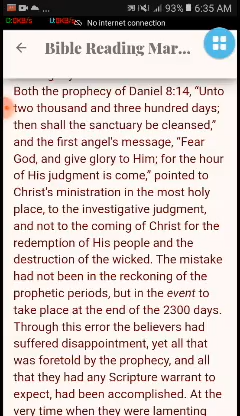 0:0KB/s U:0KB/s 93% 6:35 AM
No internet connection
Bible Reading Mar...
Both the prophecy of Daniel 8:14, “Unto
two thousand and three hundred days;
then shall the sanctuary be cleansed,”
and the first angel's message, “Fear
God, and give glory to Him; for the hour
of His judgment is come,” pointed to
Christ's ministration in the most holy
place, to the investigative judgment,
and not to the coming of Christ for the
redemption of His people and the
destruction of the wicked. The mistake
had not been in the reckoning of the
prophetic periods, but in the event to
take place at the end of the 2300 days.
Through this error the believers had
suffered disappointment, yet all that
was foretold by the prophecy, and all
that they had any Scripture warrant to
expect, had been accomplished. At the
very time when they were lamenting